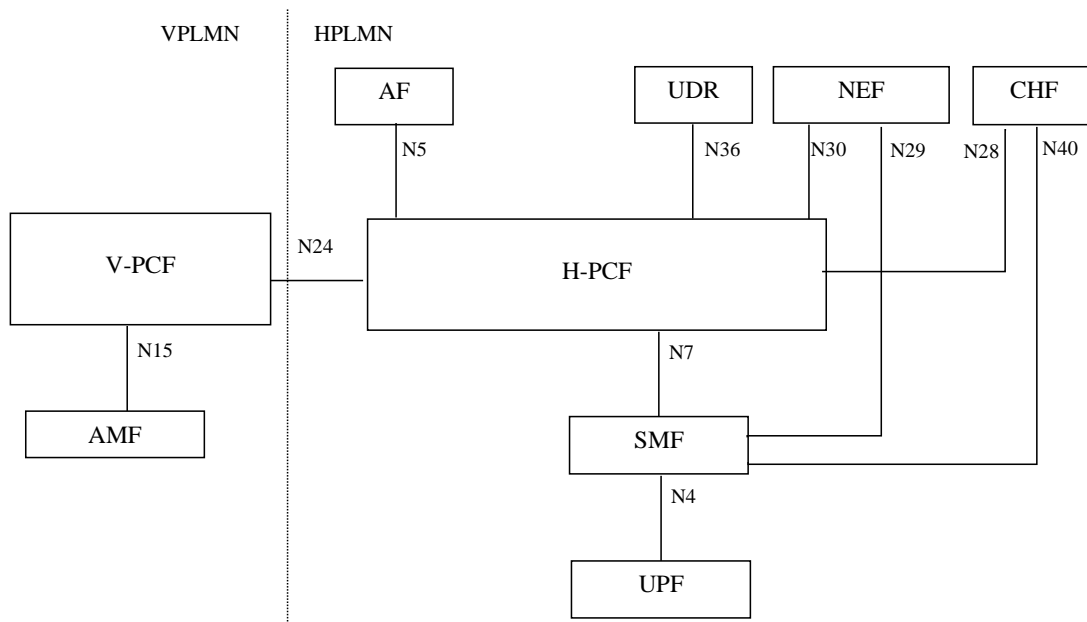 VPLMN
HPLMN
AF
UDR
NEF
CHF
N5
N36
N30
N29
N28
N40
V-PCF
N24
H-PCF
N15
N7
AMF
SMF
N4
UPF